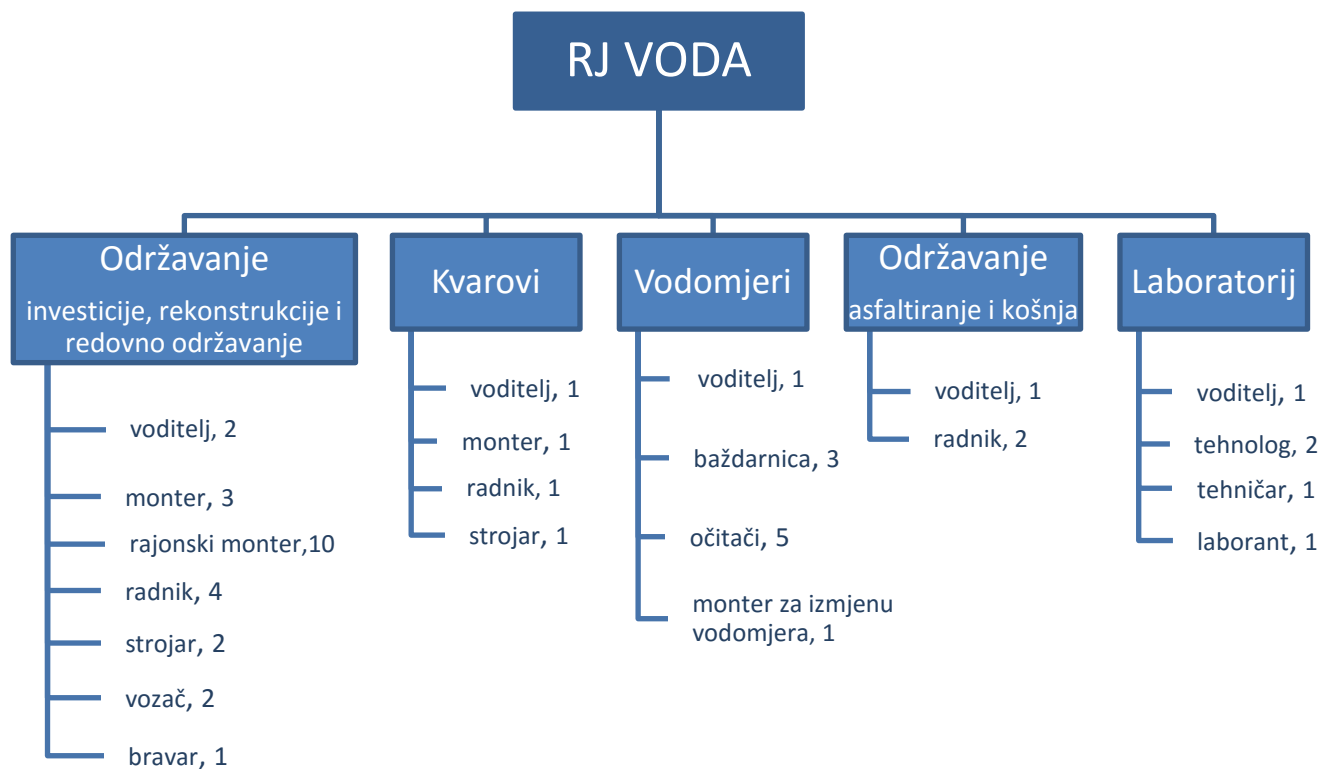 RJ VODA
Održavanje
investicije, rekonstrukcije i
redovno održavanje
voditelj, 2
monter, 3
rajonski monter,10
radnik, 4
strojar, 2
vozač, 2
bravar, 1
Kvarovi
voditelj, 1
monter, 1
radnik, 1
strojar, 1
Vodomjeri
voditelj, 1
baždarnica, 3
očitači, 5
monter za izmjenu
vodomjera, 1
Održavanje
asfaltiranje i košnja
voditelj, 1
radnik, 2
Laboratorij
voditelj, 1
tehnolog, 2
tehničar, 1
laborant, 1